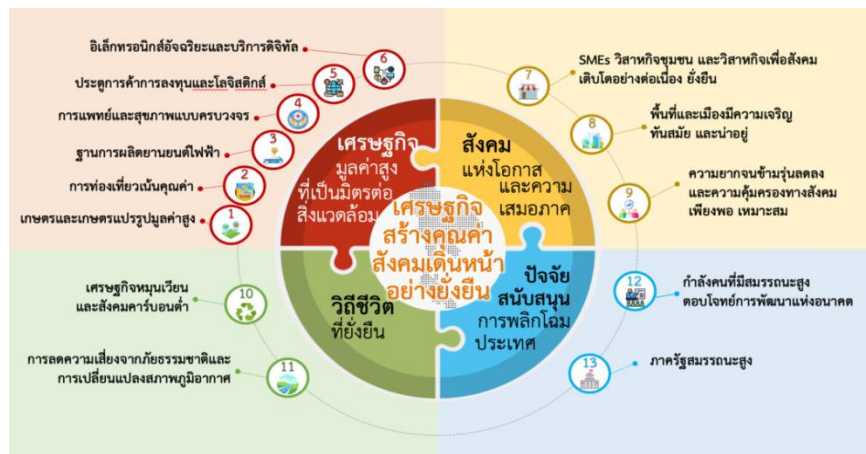 อิเล็กทรอนิกส์อัจฉริยะและบริการดิจิทัล
6
ประตูการค้าการลงทุนและโลจิสติกส์
5
การแพทย์และสุขภาพแบบครบวงจร
4
ฐานการผลิตยานยนต์ไฟฟ้า
3
การท่องเที่ยวเน้นคุณค่า
2
เกษตรและเกษตรแปรรูปมูลค่าสูง
1
เศรษฐกิจ
มูลค่าสูง
ที่เป็นมิตรต่อ
สิ่งแวดล้อม
7
SMEs วิสาหกิจชุมชน และวิสาหกิจเพื่อสังคม
เติบโตอย่างต่อเนื่อง ยั่งยืน
8
พื้นที่และเมืองมีความเจริญ
ทันสมัย และน่าอยู่
9
ความยากจนข้ามรุ่นลดลง
และความคุ้มครองทางสังคม
เพียงพอ เหมาะสม
สังคม
แห่งโอกาส
และความ
เสมอภาค
เศรษฐกิจ
สร้างคุณค่า
สังคมเดินหน้า
อย่างยั่งยืน
เศรษฐกิจหมุนเวียน
และสังคมคาร์บอนต่ำ
10
การลดความเสี่ยงจากภัยธรรมชาติและ
การเปลี่ยนแปลงสภาพภูมิอากาศ
11
วิถีชีวิต
ที่ยั่งยืน
ปัจจัย
สนับสนุน
การพลิกโฉม
ประเทศ
12
กำลังคนที่มีสมรรถนะสูง
ตอบโจทย์การพัฒนาแห่งอนาคต
13
ภาครัฐสมรรถนะสูง